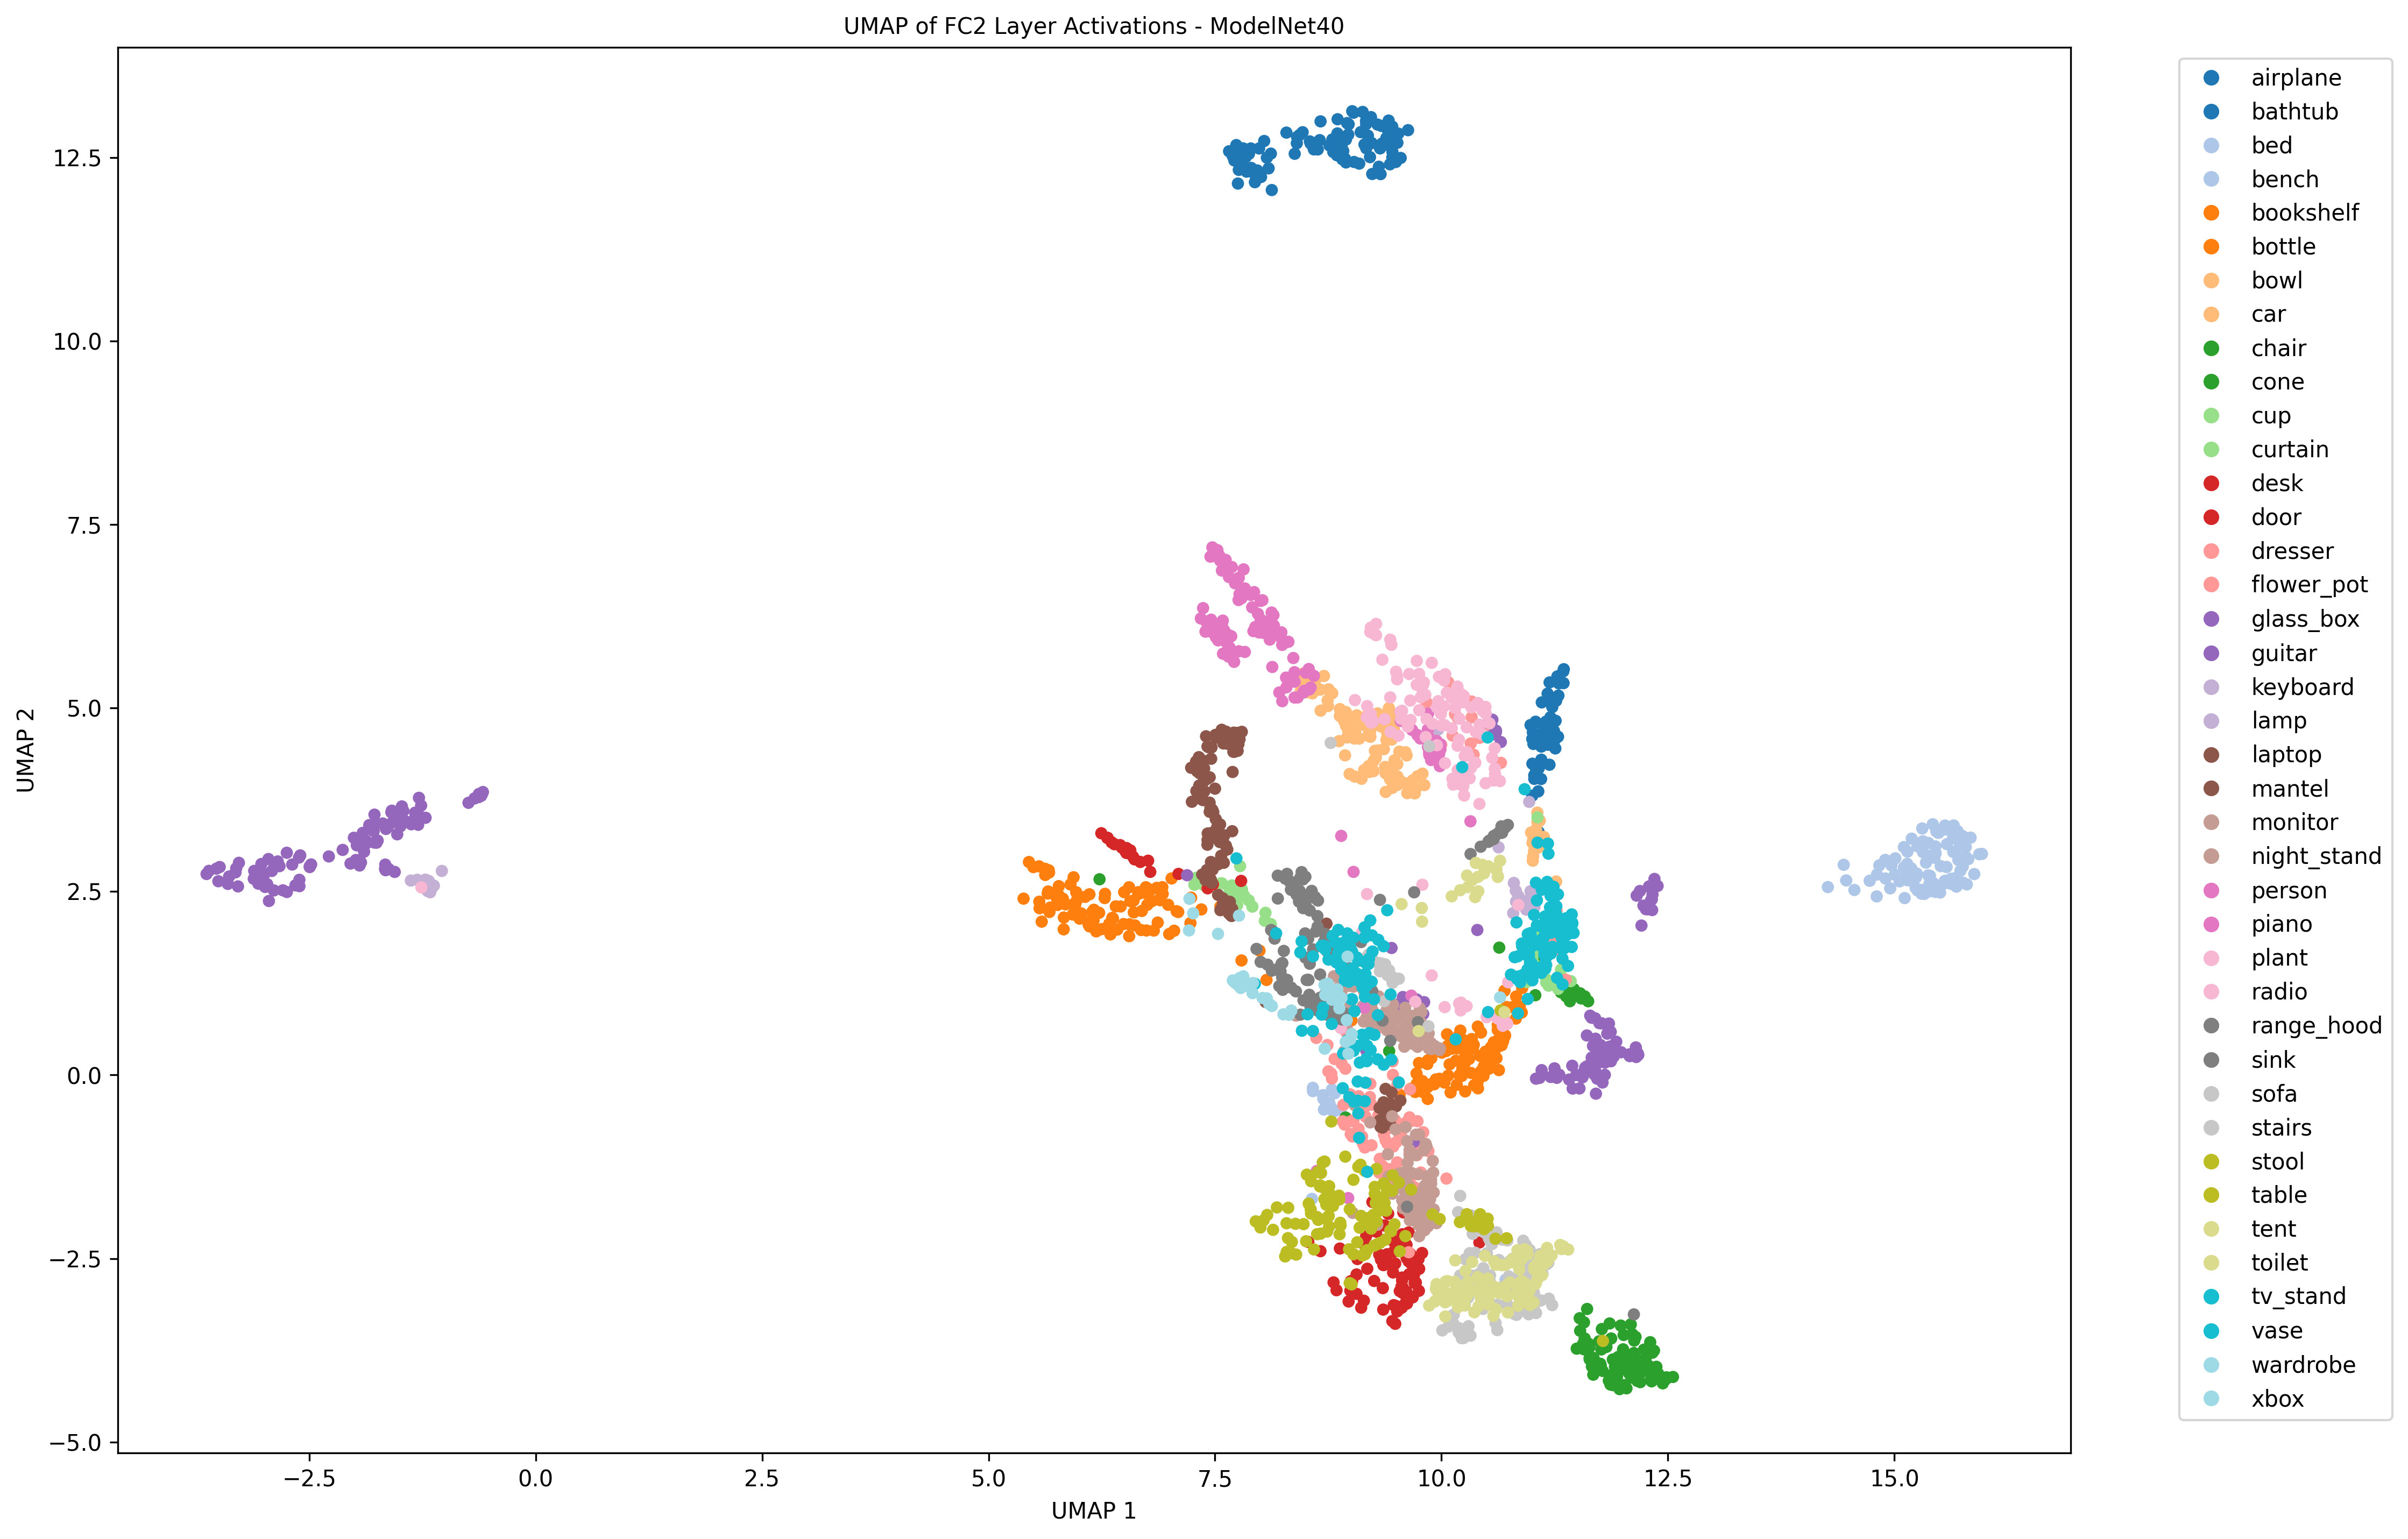 UMAP of FC2 Layer Activations - ModelNet40
12.5
10.0
7.5
5.0
2.5
0.0
−2.5
−5.0
UMAP 2
−2.5
0.0
2.5
5.0
7.5
10.0
12.5
15.0
UMAP 1
airplane
bathtub
bed
bench
bookshelf
bottle
bowl
car
chair
cone
cup
curtain
desk
door
dresser
flower_pot
glass_box
guitar
keyboard
lamp
laptop
mantel
monitor
night_stand
person
piano
plant
radio
range_hood
sink
sofa
stairs
stool
table
tent
toilet
tv_stand
vase
wardrobe
xbox